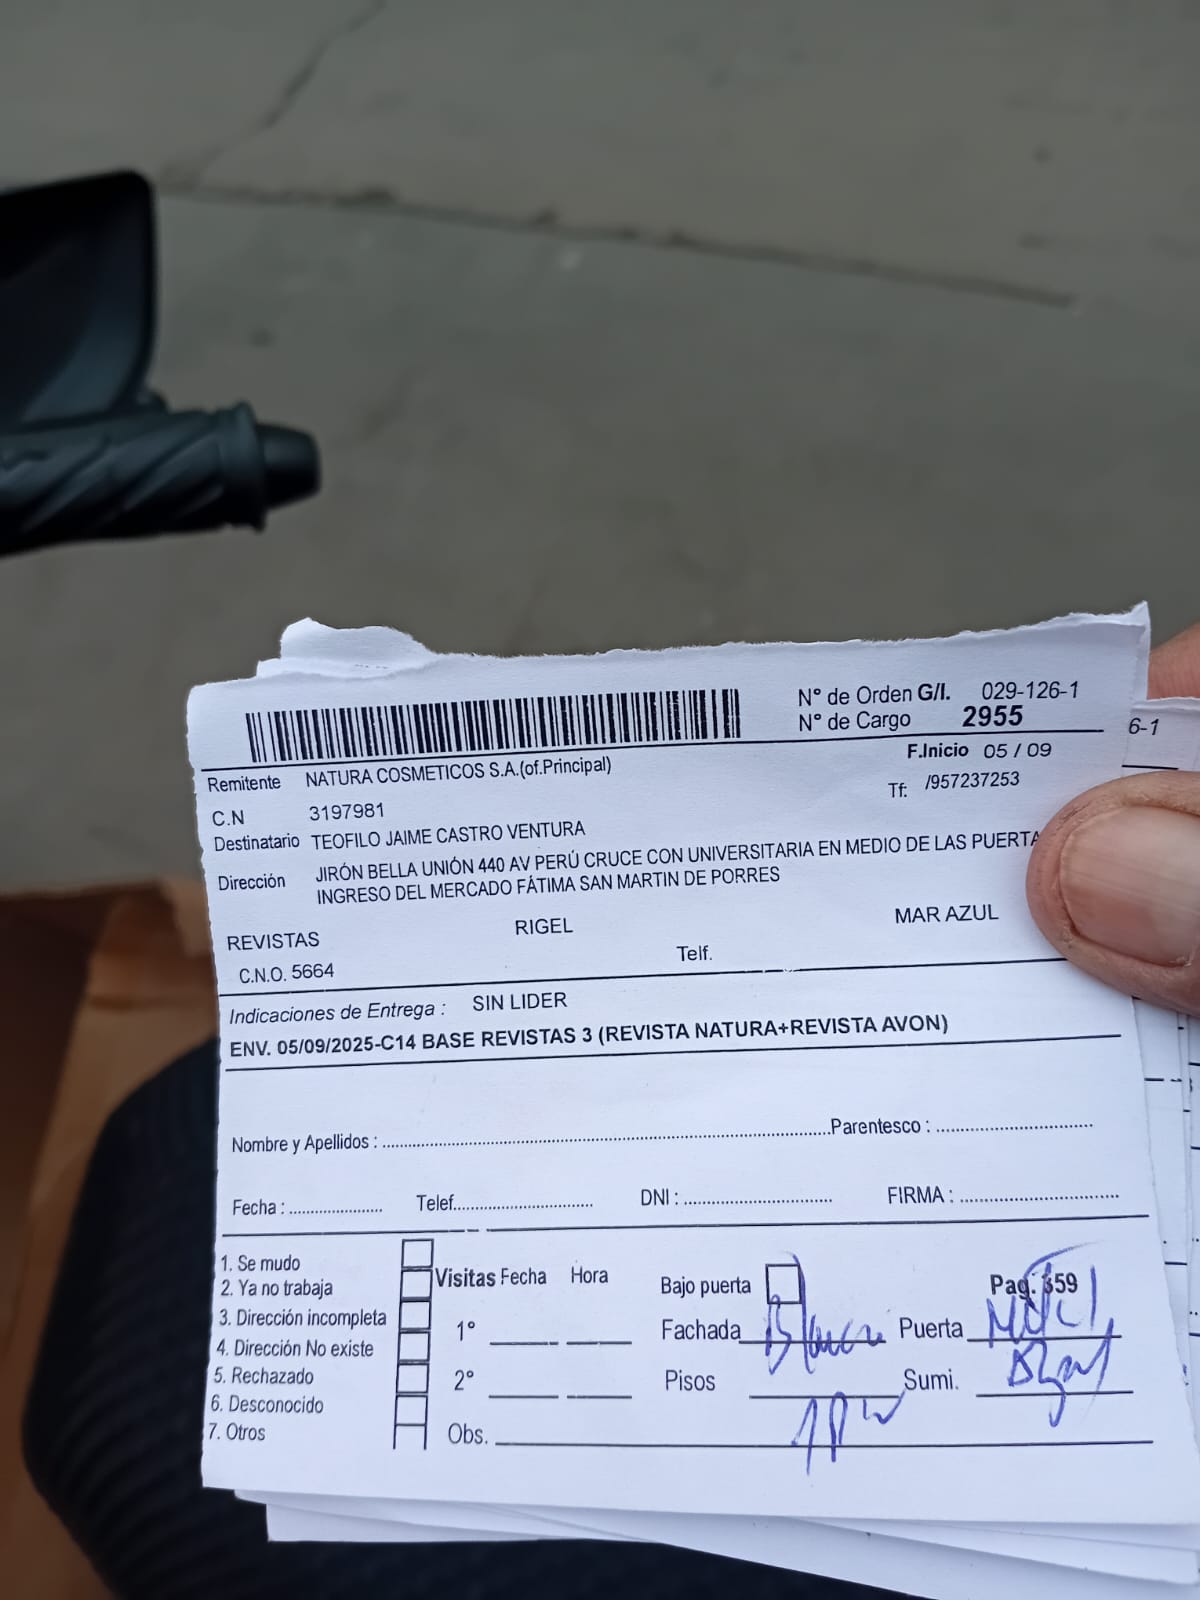 N° de Orden G/I. 029-126-1
N° de Cargo 2955
6-1
F.Inicio 05 / 09
Remitente NATURA COSMETICOS S.A.(of.Principal)
Tf: /957237253
C.N 3197981
Destinatario TEOFILO JAIME CASTRO VENTURA
Dirección JIRÓN BELLA UNIÓN 440 AV PERÚ CRUCE CON UNIVERSITARIA EN MEDIO DE LAS PUERTA
INGRESO DEL MERCADO FÁTIMA SAN MARTIN DE PORRES
REVISTAS RIGEL MAR AZUL
C.N.O. 5664 Telf.
Indicaciones de Entrega : SIN LIDER
ENV. 05/09/2025-C14 BASE REVISTAS 3 (REVISTA NATURA+REVISTA AVON)
Nombre y Apellidos : Parentesco :
Fecha : Telef. DNI : FIRMA :
1. Se mudo
2. Ya no trabaja
3. Dirección incompleta
4. Dirección No existe
5. Rechazado
6. Desconocido
7. Otros
Visitas Fecha Hora
1°
2°
Obs.
Bajo puerta Pag. 359
Fachada Blanca Puerta Metal
Pisos Sumi.